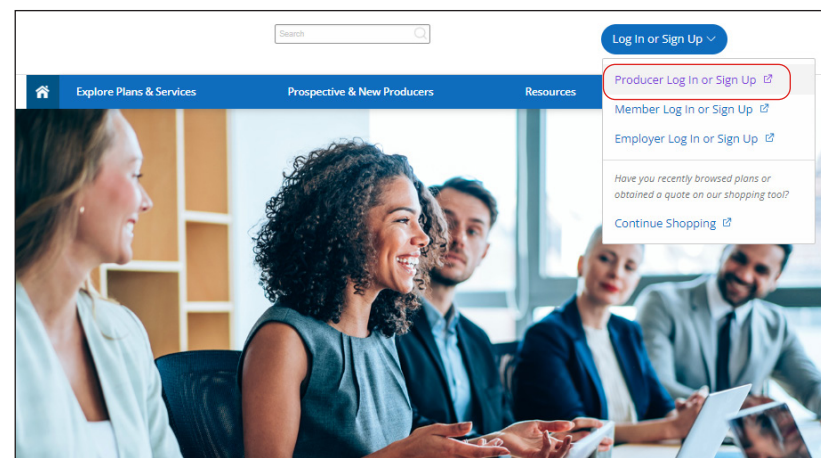 Search
Log In or Sign Up
Producer Log In or Sign Up
Explore Plans & Services
Prospective & New Producers
Resources
Member Log In or Sign Up
Employer Log In or Sign Up
Have you recently browsed plans or
obtained a quote on our shopping tool?
Continue Shopping